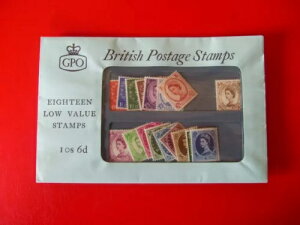 GPO
British Postage Stamps
EIGHTEEN
LOW VALUE
STAMPS
10s 6d